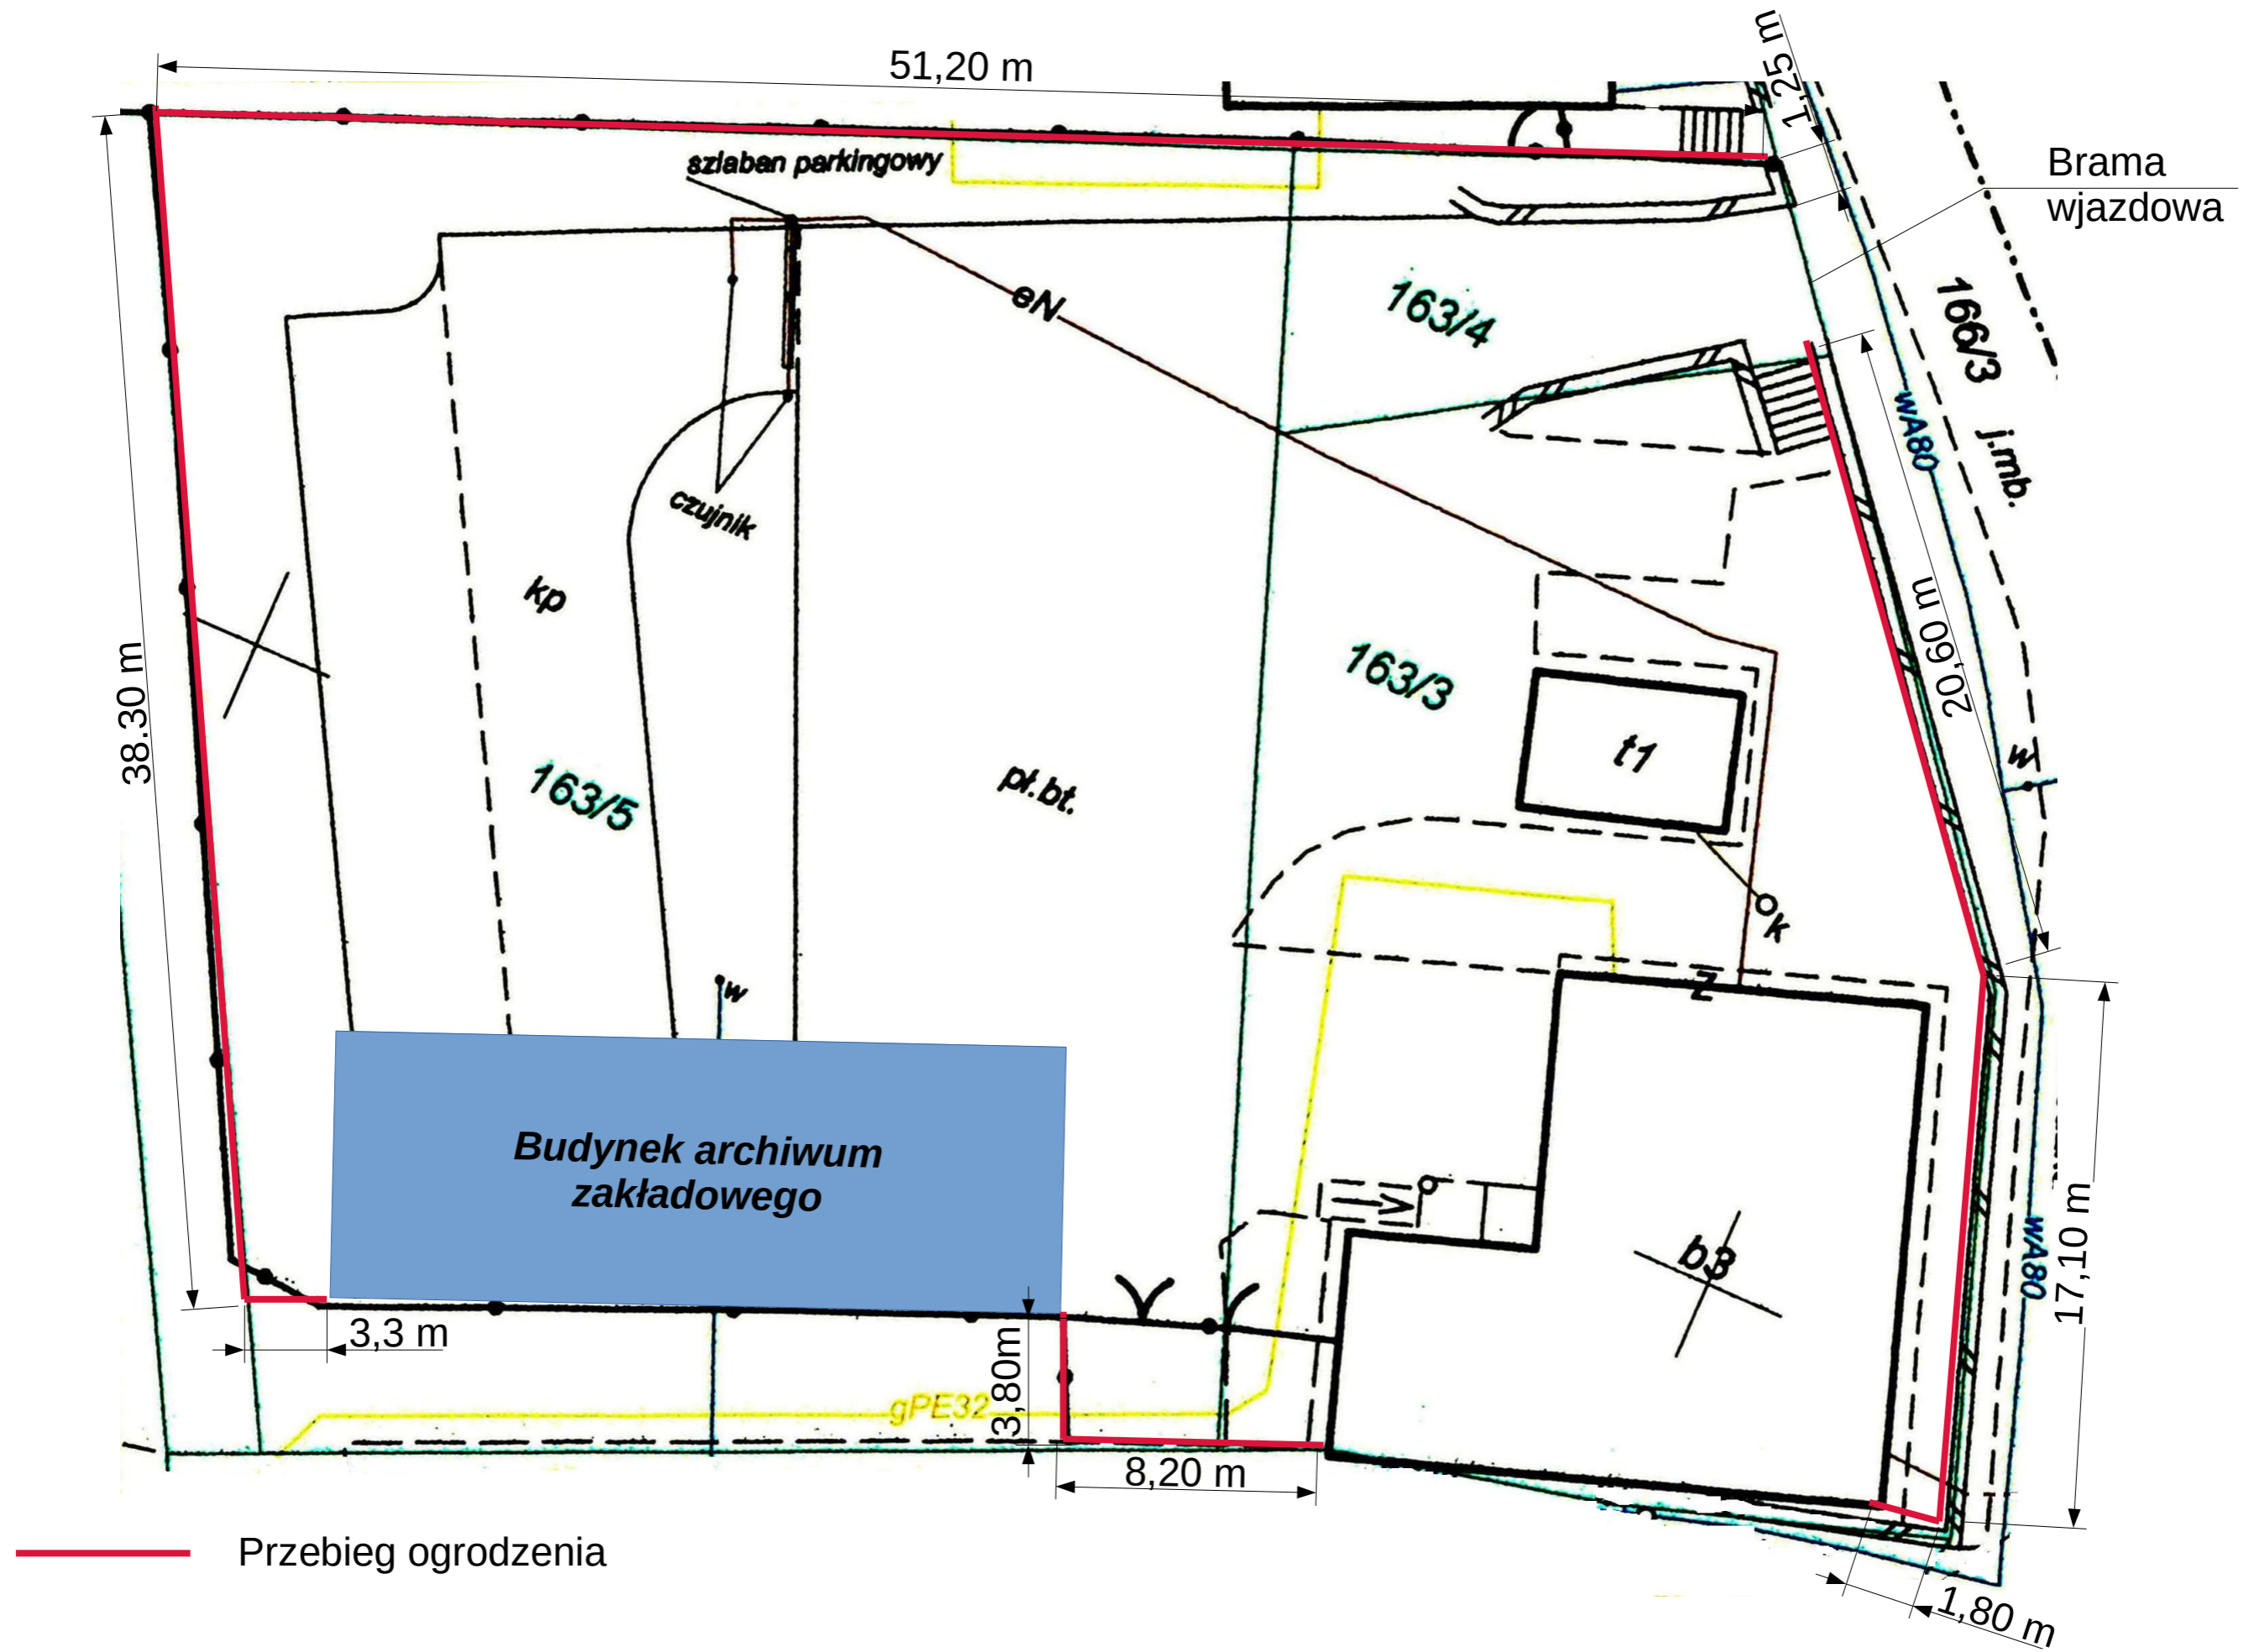 51,20 m
1,25 m
szlaban parkingowy
Brama
wjazdowa
eN
163/4
166/3
j.mb.
wA80
czujnik
kp
20,60 m
38.30 m
163/3
t1
w
163/5
pł.bt.
k
w
Z
Budynek archiwum
zakładowego
b3
wA80
17,10 m
3,3 m
3,80m
gPE32
8,20 m
Przebieg ogrodzenia
1,80 m